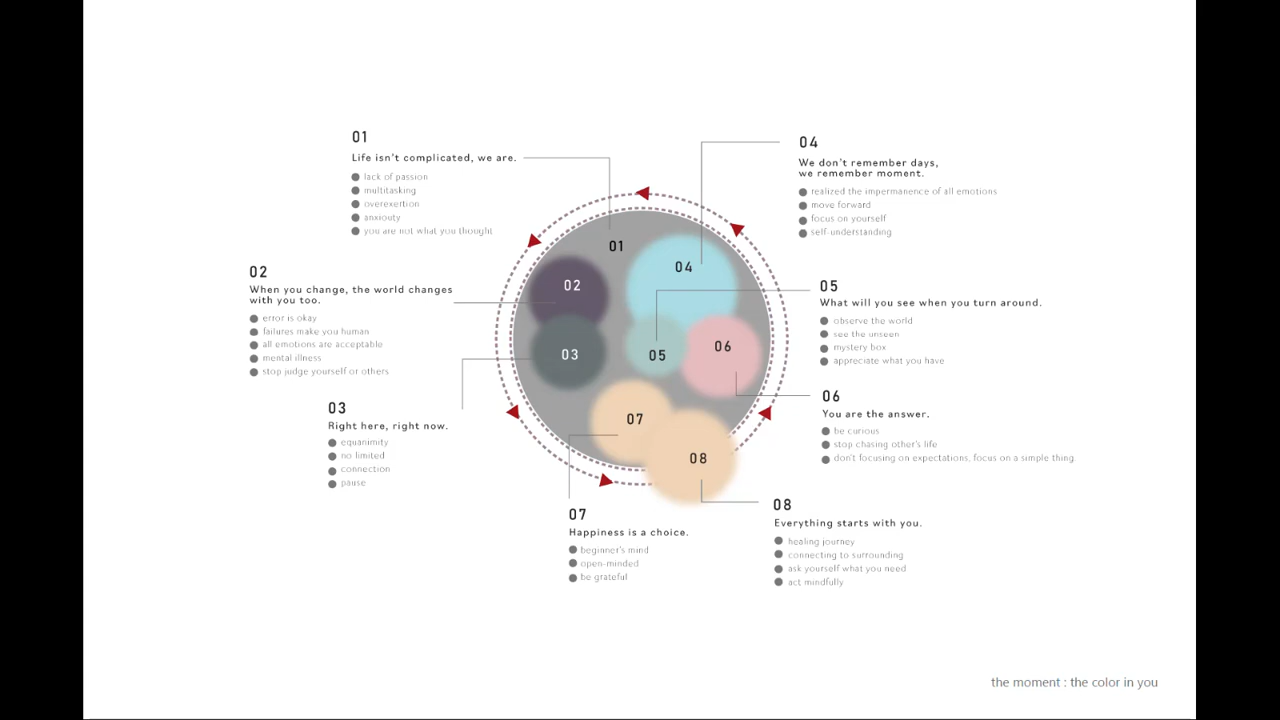 01
Life isn't complicated, we are.
lack of passion
multitasking
overexertion
anxiouty
you are not what you thought
02
When you change, the world changes
with you too.
error is okay
failures make you human
all emotions are acceptable
mental illness
stop judge yourself or others
03
Right here, right now.
equanimity
no limited
connection
pause
04
We don't remember days,
we remember moment.
realized the impermanence of all emotions
move forward
focus on yourself
self-understanding
05
What will you see when you turn around.
observe the world
see the unseen
mystery box
appreciate what you have
06
You are the answer.
be curious
stop chasing other's life
don't focusing on expectations, focus on a simple thing.
07
Happiness is a choice.
beginner's mind
open-minded
be grateful
08
Everything starts with you.
healing journey
connecting to surrounding
ask yourself what you need
act mindfully
01
02
03
04
05
06
07
08
the moment : the color in you